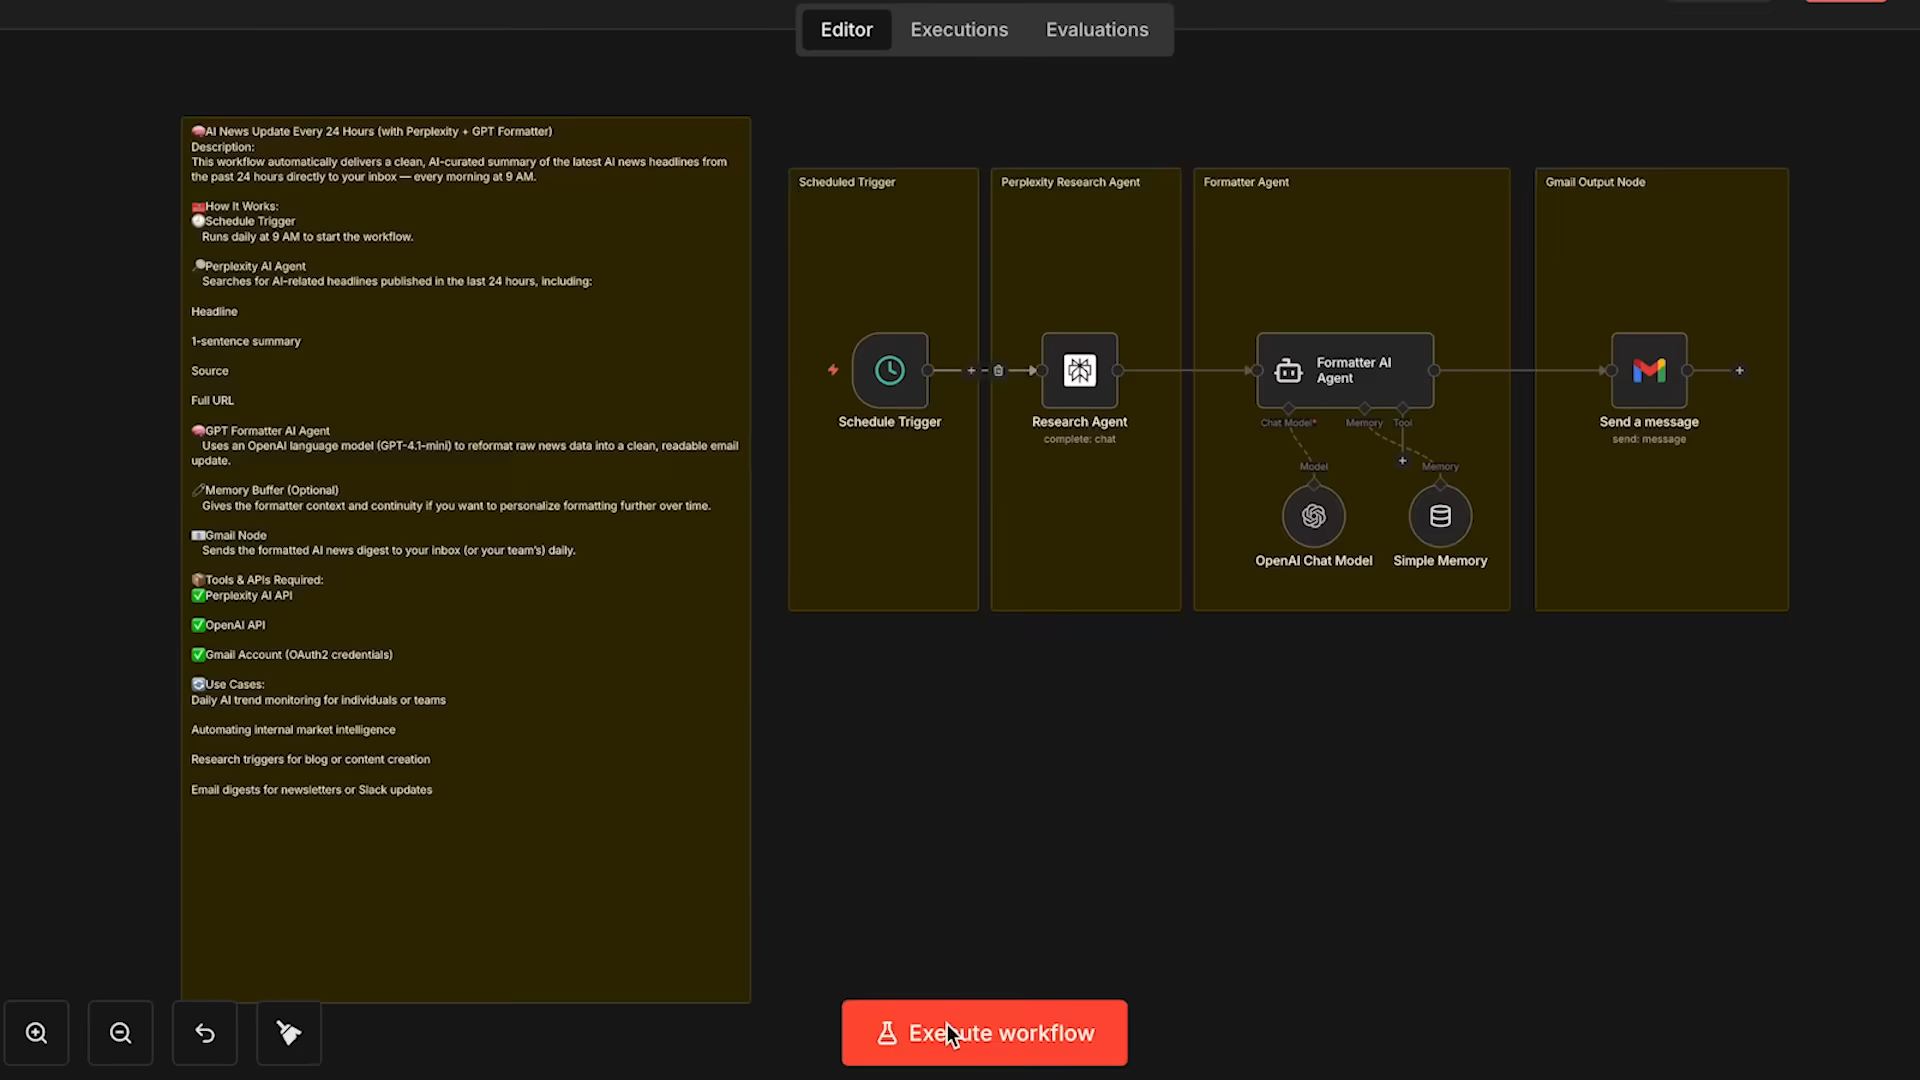 Editor
Executions
Evaluations
🧠AI News Update Every 24 Hours (with Perplexity + GPT Formatter)
Description:
This workflow automatically delivers a clean, AI-curated summary of the latest AI news headlines from
the past 24 hours directly to your inbox — every morning at 9 AM.
🧰How It Works:
🕘Schedule Trigger
Runs daily at 9 AM to start the workflow.
🔎Perplexity AI Agent
Searches for AI-related headlines published in the last 24 hours, including:
Headline
1-sentence summary
Source
Full URL
🧠GPT Formatter AI Agent
Uses an OpenAI language model (GPT-4.1-mini) to reformat raw news data into a clean, readable email
update.
🧷Memory Buffer (Optional)
Gives the formatter context and continuity if you want to personalize formatting further over time.
📧Gmail Node
Sends the formatted AI news digest to your inbox (or your team's) daily.
📦Tools & APIs Required:
✅Perplexity AI API
✅OpenAI API
✅Gmail Account (OAuth2 credentials)
🔄Use Cases:
Daily AI trend monitoring for individuals or teams
Automating internal market intelligence
Research triggers for blog or content creation
Email digests for newsletters or Slack updates
Scheduled Trigger
Schedule Trigger
Perplexity Research Agent
Research Agent
complete: chat
Formatter Agent
Formatter AI
Agent
Chat Model*
Memory
Tool
Model
Memory
OpenAI Chat Model
Simple Memory
Gmail Output Node
Send a message
send: message
Execute workflow